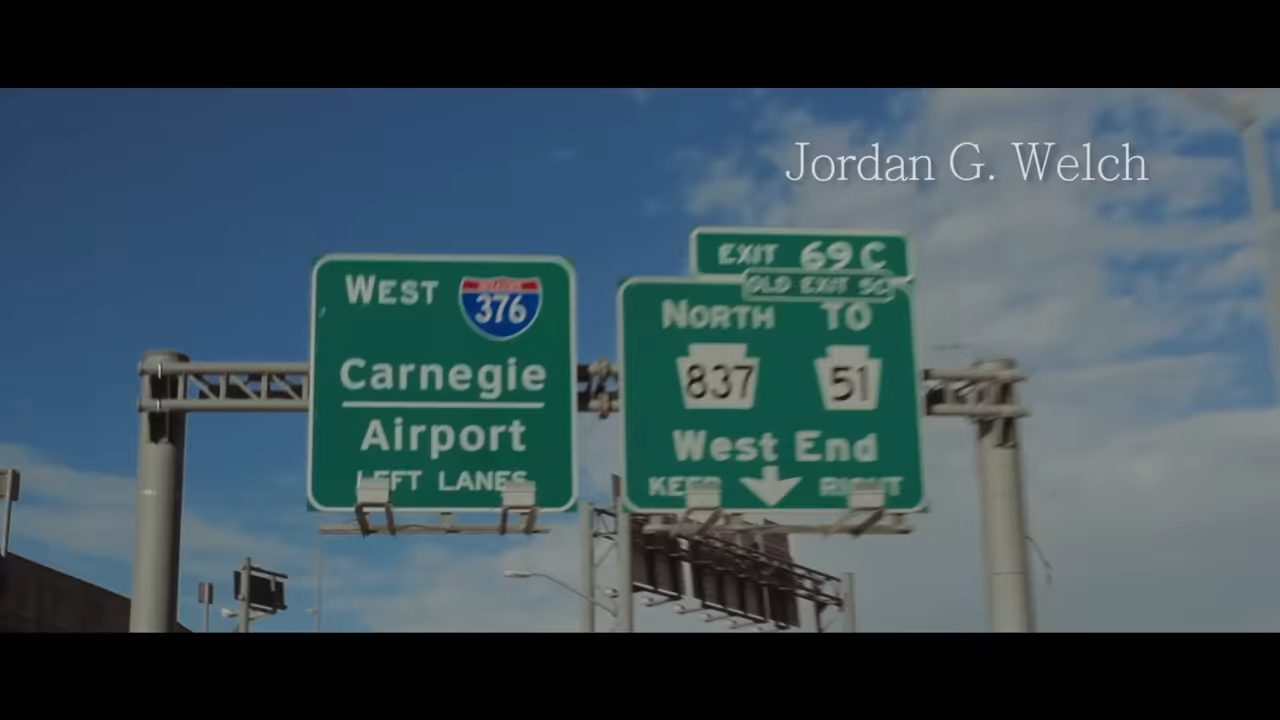 Jordan G. Welch
WEST
376
Carnegie
Airport
LEFT LANES
EXIT 69C
OLD EXIT
NORTH TO
837 51
West End
KEEP RIGHT